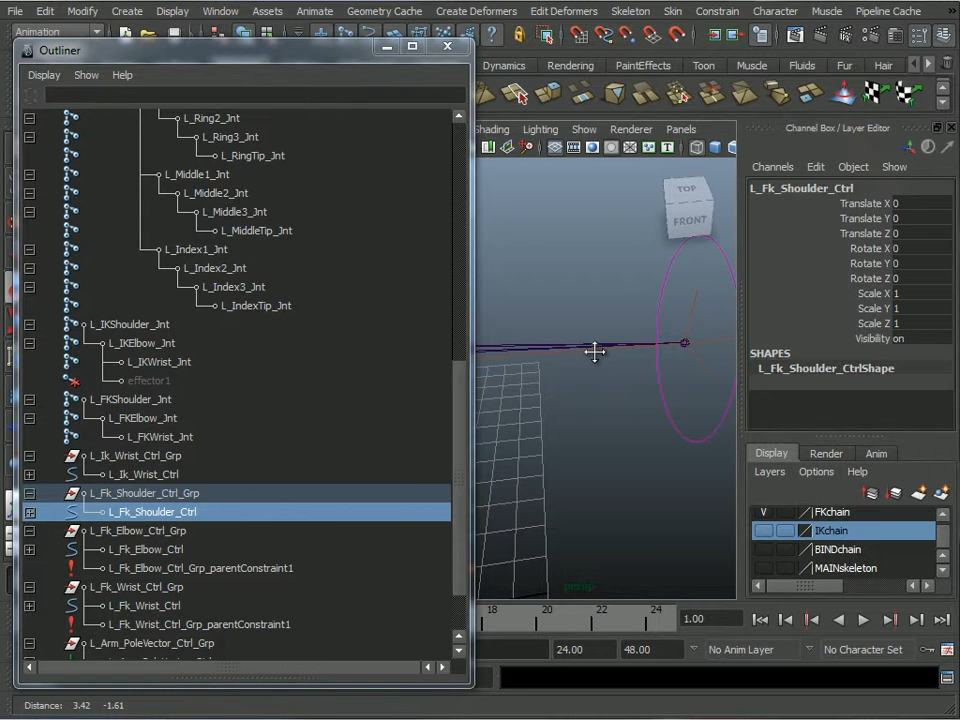 File Edit Modify Create Display Window Assets Animate Geometry Cache Create Deformers Edit Deformers Skeleton Skin Constrain Character Muscle Pipeline Cache »
Animation
Outliner
Display Show Help
Dynamics Rendering PaintEffects Toon Muscle Fluids Fur Hair
Shading Lighting Show Renderer Panels
Channel Box / Layer Editor
Channels Edit Object Show
L_Fk_Shoulder_Ctrl
Translate X 0
Translate Y 0
Translate Z 0
Rotate X 0
Rotate Y 0
Rotate Z 0
Scale X 1
Scale Y 1
Scale Z 1
Visibility on
SHAPES
L_Fk_Shoulder_CtrlShape
L_Ring2_Jnt
L_Ring3_Jnt
L_RingTip_Jnt
L_Middle1_Jnt
L_Middle2_Jnt
L_Middle3_Jnt
L_MiddleTip_Jnt
L_Index1_Jnt
L_Index2_Jnt
L_Index3_Jnt
L_IndexTip_Jnt
L_IKShoulder_Jnt
L_IKElbow_Jnt
L_IKWrist_Jnt
effector1
L_FKShoulder_Jnt
L_FKElbow_Jnt
L_FKWrist_Jnt
L_Ik_Wrist_Ctrl_Grp
L_Ik_Wrist_Ctrl
L_Fk_Shoulder_Ctrl_Grp
L_Fk_Shoulder_Ctrl
L_Fk_Elbow_Ctrl_Grp
L_Fk_Elbow_Ctrl
L_Fk_Elbow_Ctrl_Grp_parentConstraint1
L_Fk_Wrist_Ctrl_Grp
L_Fk_Wrist_Ctrl
L_Fk_Wrist_Ctrl_Grp_parentConstraint1
L_Arm_PoleVector_Ctrl_Grp
TOP
FRONT
persp
Display Render Anim
Layers Options Help
V FKchain
IKchain
BINDchain
MAINskeleton
18 20 22 24 1.00
24.00 48.00 No Anim Layer No Character Set
Distance: 3.42 -1.61